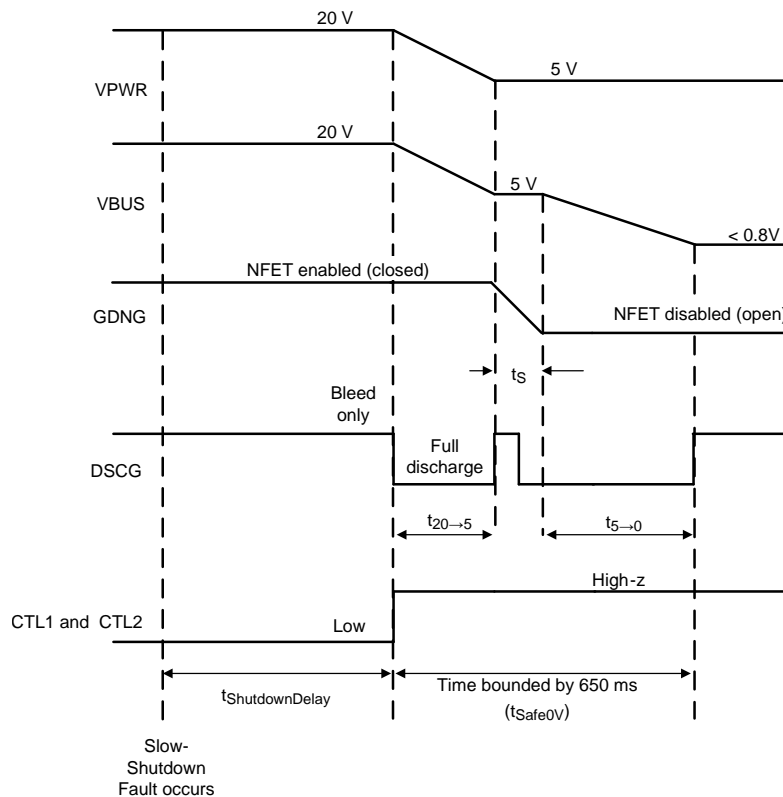 20 V
5 V
VPWR
20 V
5 V
VBUS
< 0.8V
NFET enabled (closed)
NFET disabled (open)
GDNG
tS
Bleed
only
Full
discharge
DSCG
t20→5
t5→0
High-z
CTL1 and CTL2
Low
tShutdownDelay
Time bounded by 650 ms
(tSafe0V)
Slow-
Shutdown
Fault occurs